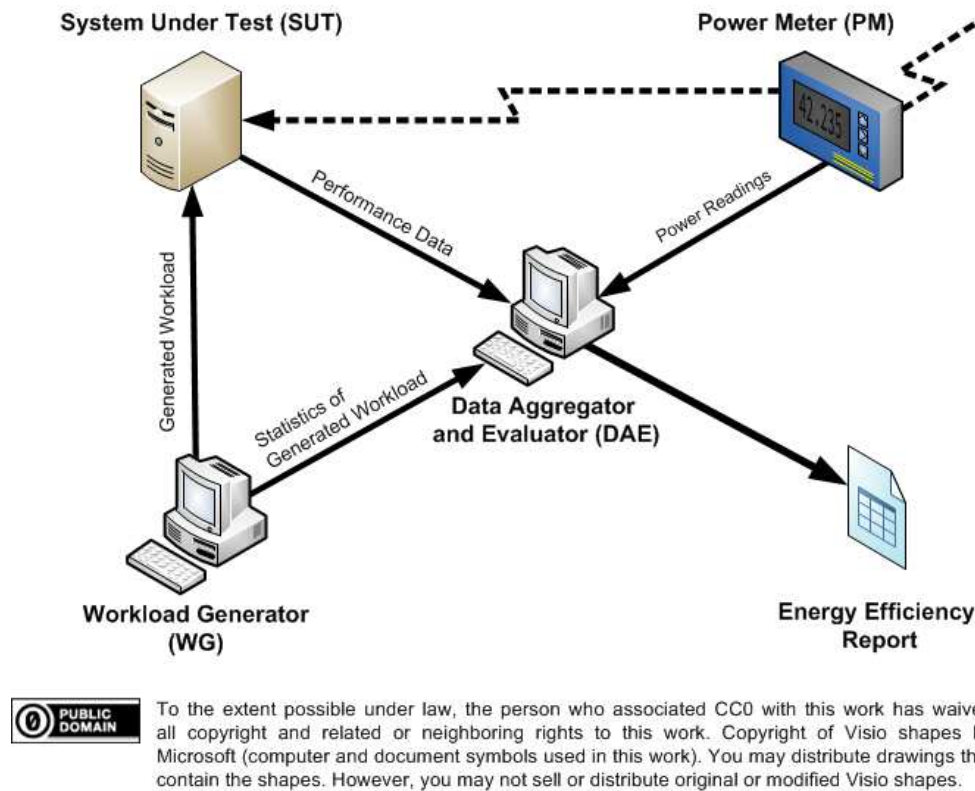 System Under Test (SUT)
Power Meter (PM)
42.235
Performance Data
Power Readings
Generated Workload
Statistics of
Generated Workload
Data Aggregator
and Evaluator (DAE)
Workload Generator
(WG)
Energy Efficiency
Report
0 PUBLIC
DOMAIN
To the extent possible under law, the person who associated CC0 with this work has waive
all copyright and related or neighboring rights to this work. Copyright of Visio shapes
Microsoft (computer and document symbols used in this work). You may distribute drawings th
contain the shapes. However, you may not sell or distribute original or modified Visio shapes.